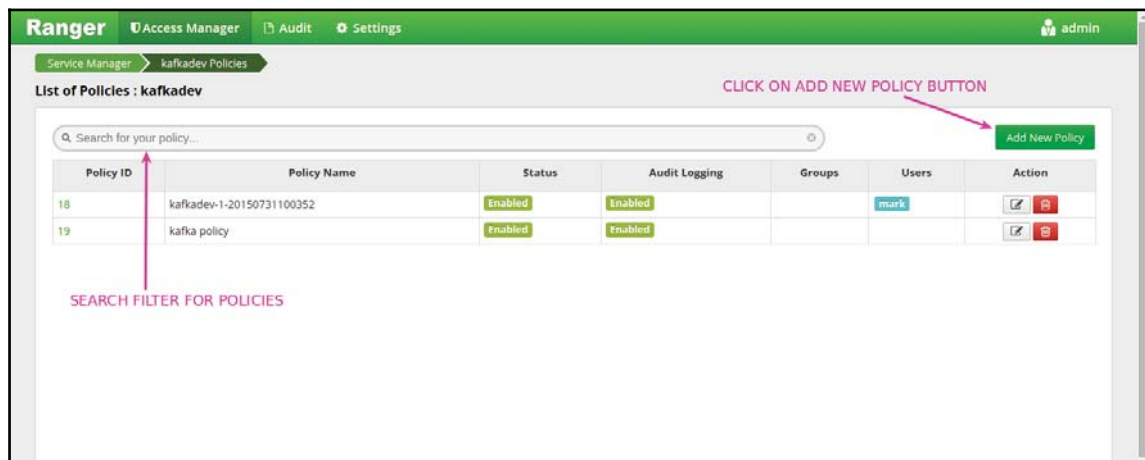 Ranger Access Manager Audit Settings admin
Service Manager kafkadev Policies
List of Policies : kafkadev
CLICK ON ADD NEW POLICY BUTTON
Search for your policy...
Add New Policy
Policy ID Policy Name Status Audit Logging Groups Users Action
18 kafkadev-1-20150731100352 Enabled Enabled mark
19 kafka policy Enabled Enabled
SEARCH FILTER FOR POLICIES